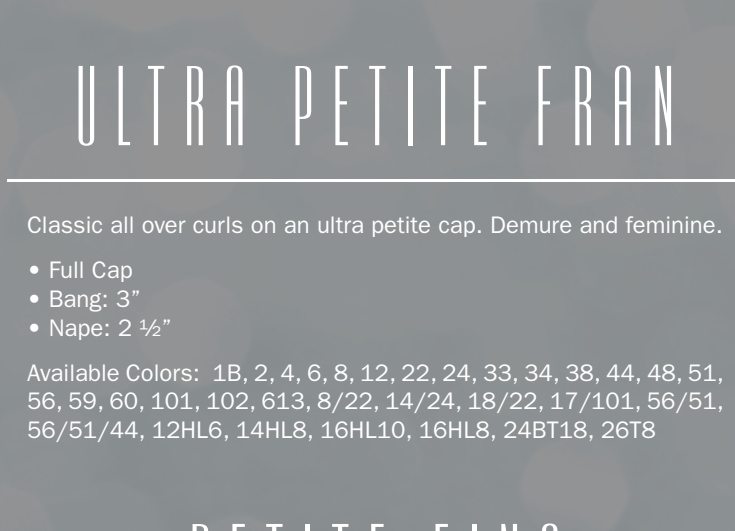 ULTRA PETITE FRAN
Classic all over curls on an ultra petite cap. Demure and feminine.
• Full Cap
• Bang: 3”
• Nape: 2 ½”
Available Colors:  1B, 2, 4, 6, 8, 12, 22, 24, 33, 34, 38, 44, 48, 51,
56, 59, 60, 101, 102, 613, 8/22, 14/24, 18/22, 17/101, 56/51,
56/51/44, 12HL6, 14HL8, 16HL10, 16HL8, 24BT18, 26T8
PETITE